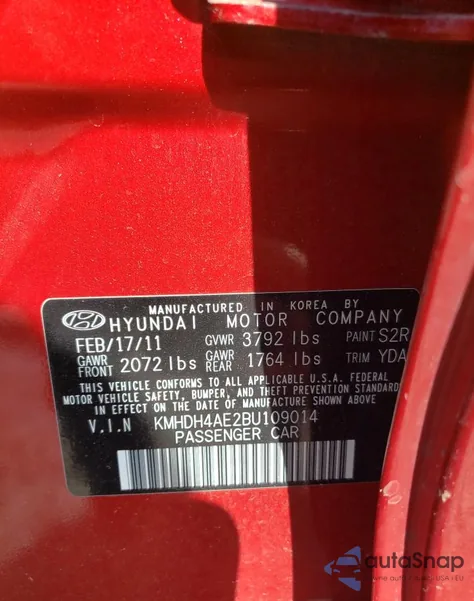 MANUFACTURED IN KOREA BY
HYUNDAI MOTOR COMPANY
FEB/17/11 GVWR 3792 lbs PAINT S2R
GAWR FRONT 2072 lbs GAWR REAR 1764 lbs TRIM YDA
THIS VEHICLE CONFORMS TO ALL APPLICABLE U.S.A. FEDERAL
MOTOR VEHICLE SAFETY, BUMPER, AND THEFT PREVENTION STANDARDS
IN EFFECT ON THE DATE OF MANUFACTURE SHOWN ABOVE.
V.I.N KMHDH4AE2BU109014
PASSENGER CAR
autoSnap